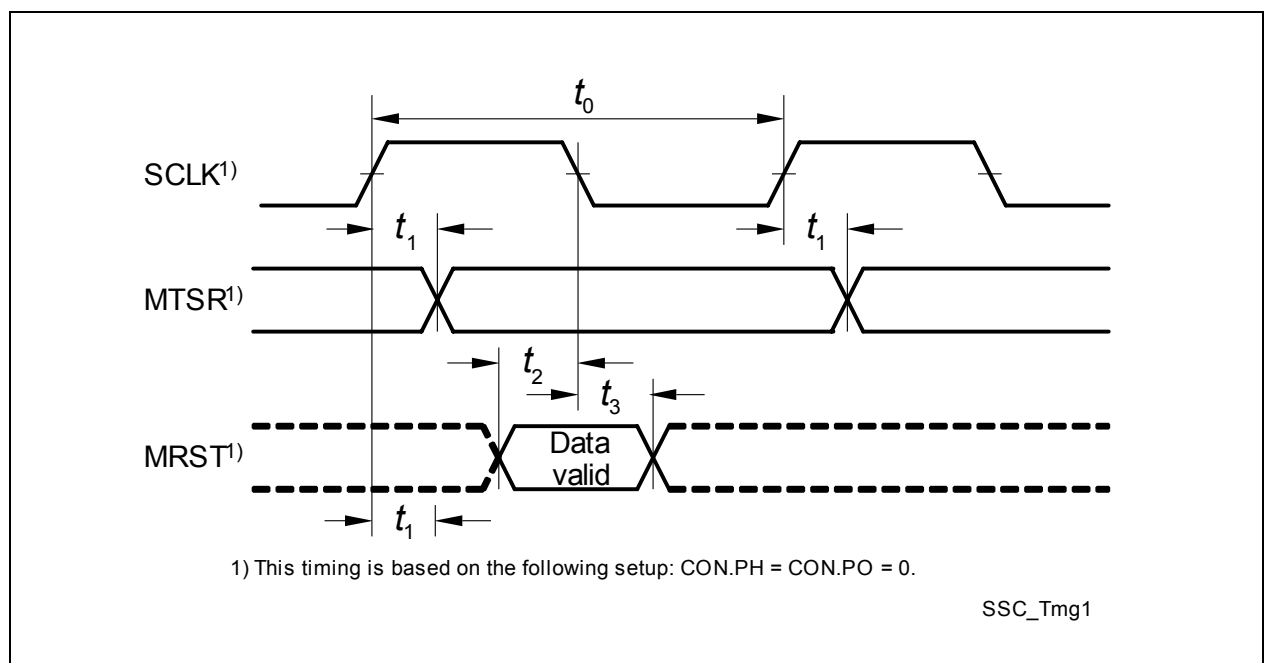 t0
SCLK1)
t1 t1
MTSR1)
t2
t3
MRST1)
Data
valid
t1
1) This timing is based on the following setup: CON.PH = CON.PO = 0.
SSC_Tmg1